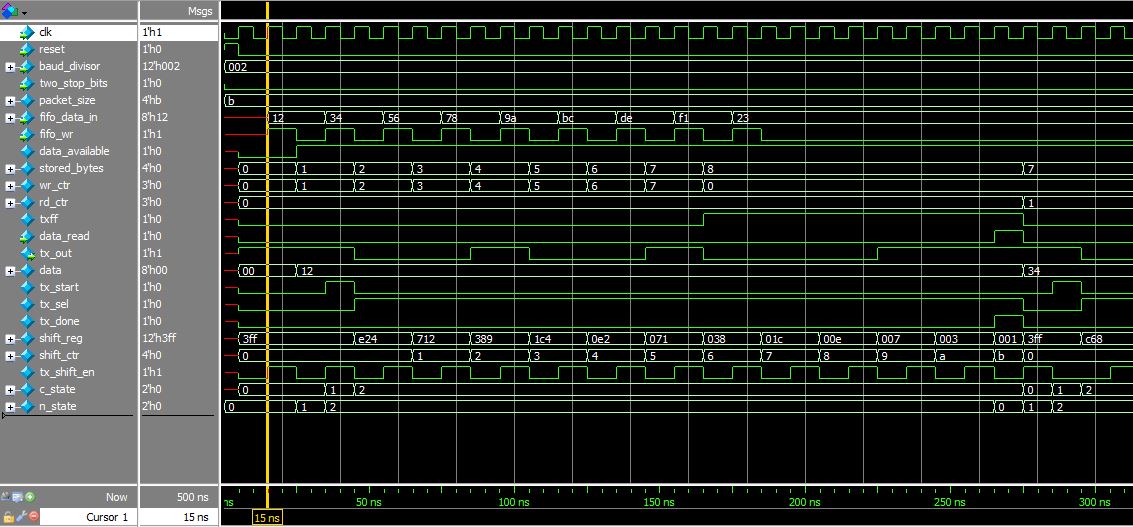 Msgs
clk 1'h1
reset 1'h0
baud_divisor 12'h002 002
two_stop_bits 1'h0
packet_size 4'hb b
fifo_data_in 8'h12 12 34 56 78 9a bc de f1 23
fifo_wr 1'h1
data_available 1'h0
stored_bytes 4'h0 0 1 2 3 4 5 6 7 8 7
wr_ctr 3'h0 0 1 2 3 4 5 6 7 0
rd_ctr 3'h0 0 1
txff 1'h0
data_read 1'h0
tx_out 1'h1
data 8'h00 00 12 34
tx_start 1'h0
tx_sel 1'h0
tx_done 1'h0
shift_reg 12'h3ff 3ff e24 712 389 1c4 0e2 071 038 01c 00e 007 003 001 3ff c68
shift_ctr 4'h0 0 1 2 3 4 5 6 7 8 9 a b 0
tx_shift_en 1'h1
c_state 2'h0 0 1 2 0 1 2
n_state 2'h0 0 1 2 0 1 2
Now 500 ns ns 50 ns 100 ns 150 ns 200 ns 250 ns 300 ns
Cursor 1 15 ns 15 ns